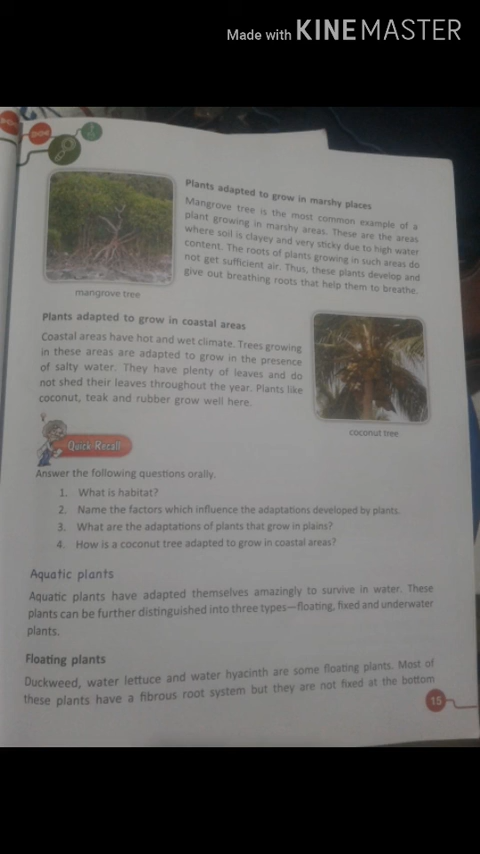 Made with KINEMASTER
Plants adapted to grow in marshy places
Mangrove tree is the most common example of a
plant growing in marshy areas. These are the areas
where soil is clayey and very sticky due to high water
content. The roots of plants growing in such areas do
not get sufficient air. Thus, these plants develop and
give out breathing roots that help them to breathe.
mangrove tree
Plants adapted to grow in coastal areas
Coastal areas have hot and wet climate. Trees growing
in these areas are adapted to grow in the presence
of salty water. They have plenty of leaves and do
not shed their leaves throughout the year. Plants like
coconut, teak and rubber grow well here.
coconut tree
Quick Recall
Answer the following questions orally.
1. What is habitat?
2. Name the factors which influence the adaptations developed by plants.
3. What are the adaptations of plants that grow in plains?
4. How is a coconut tree adapted to grow in coastal areas?
Aquatic plants
Aquatic plants have adapted themselves amazingly to survive in water. These
plants can be further distinguished into three types—floating, fixed and underwater
plants.
Floating plants
Duckweed, water lettuce and water hyacinth are some floating plants. Most of
these plants have a fibrous root system but they are not fixed at the bottom
15